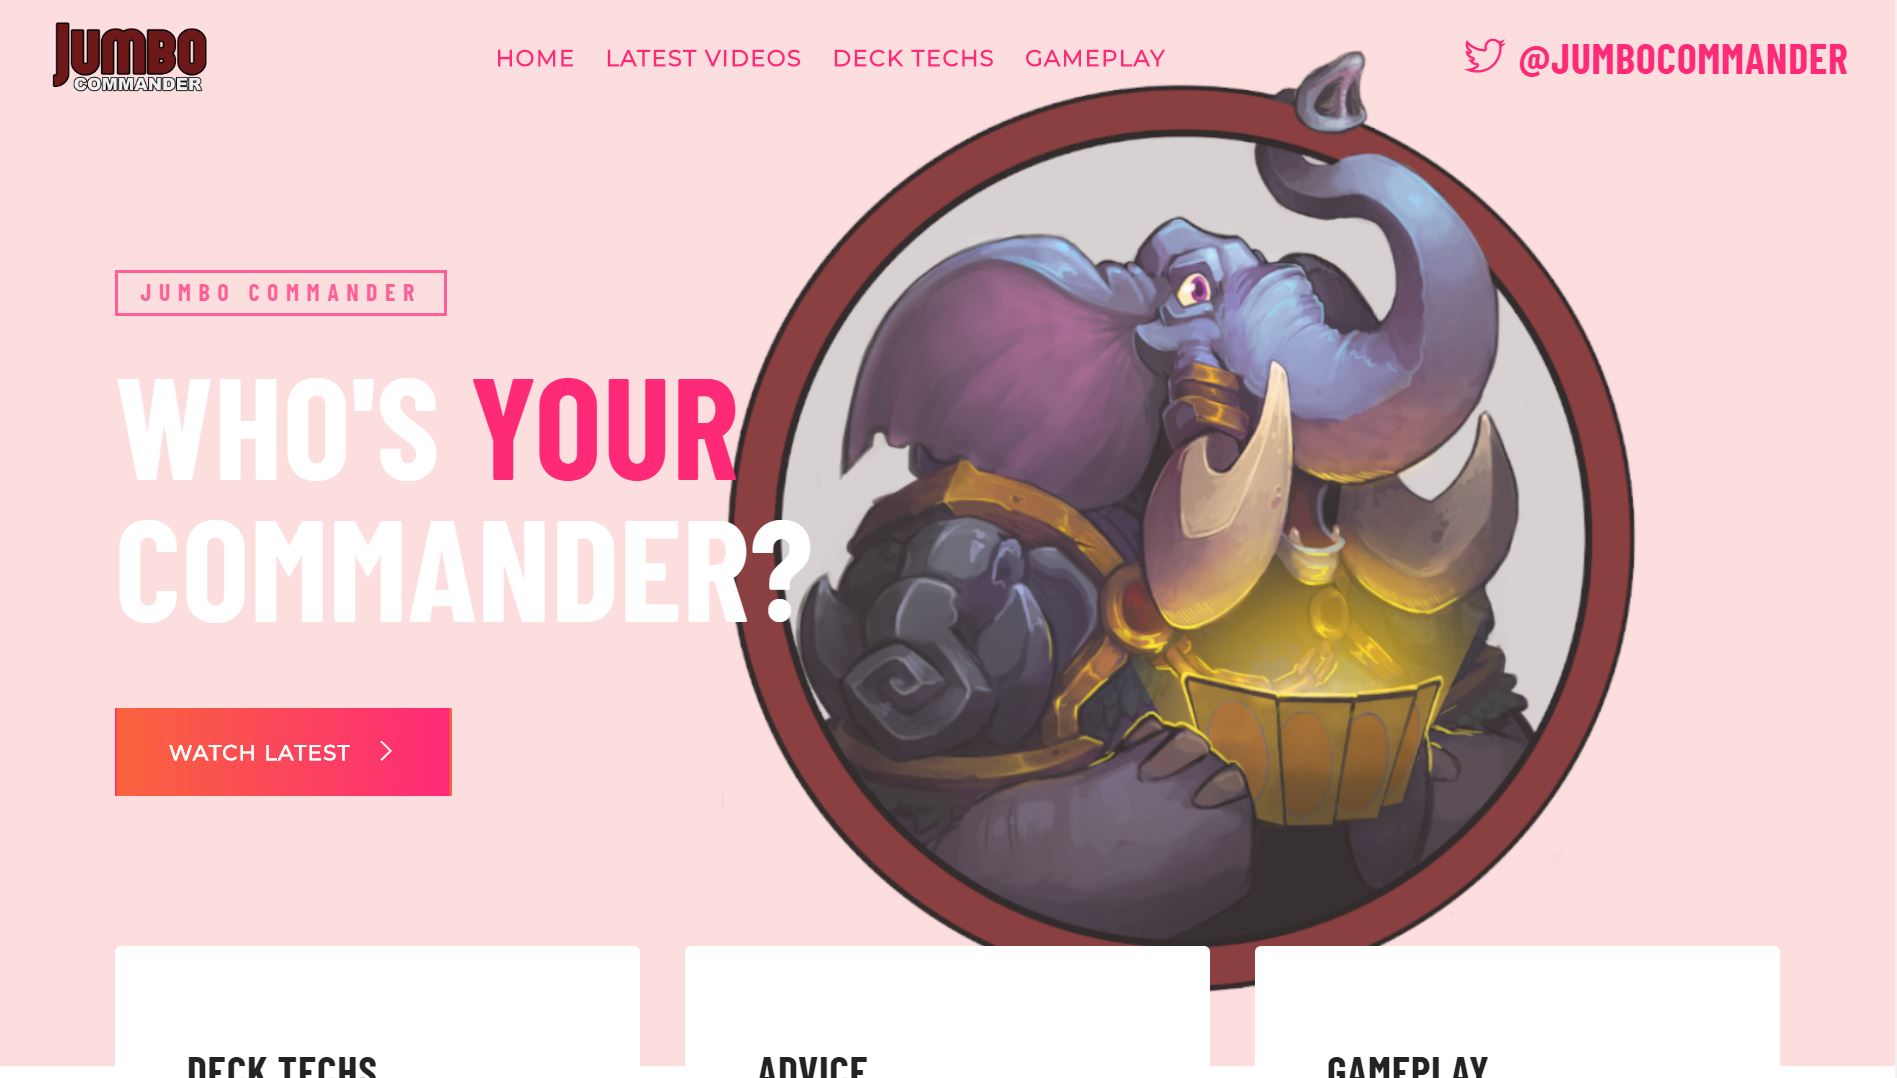 JUMBO
COMMANDER
HOME LATEST VIDEOS DECK TECHS GAMEPLAY
@JUMBOCOMMANDER
JUMBO COMMANDER
WHO'S YOUR
COMMANDER?
WATCH LATEST
DECK TECHS
ADVICE
GAMEPLAY